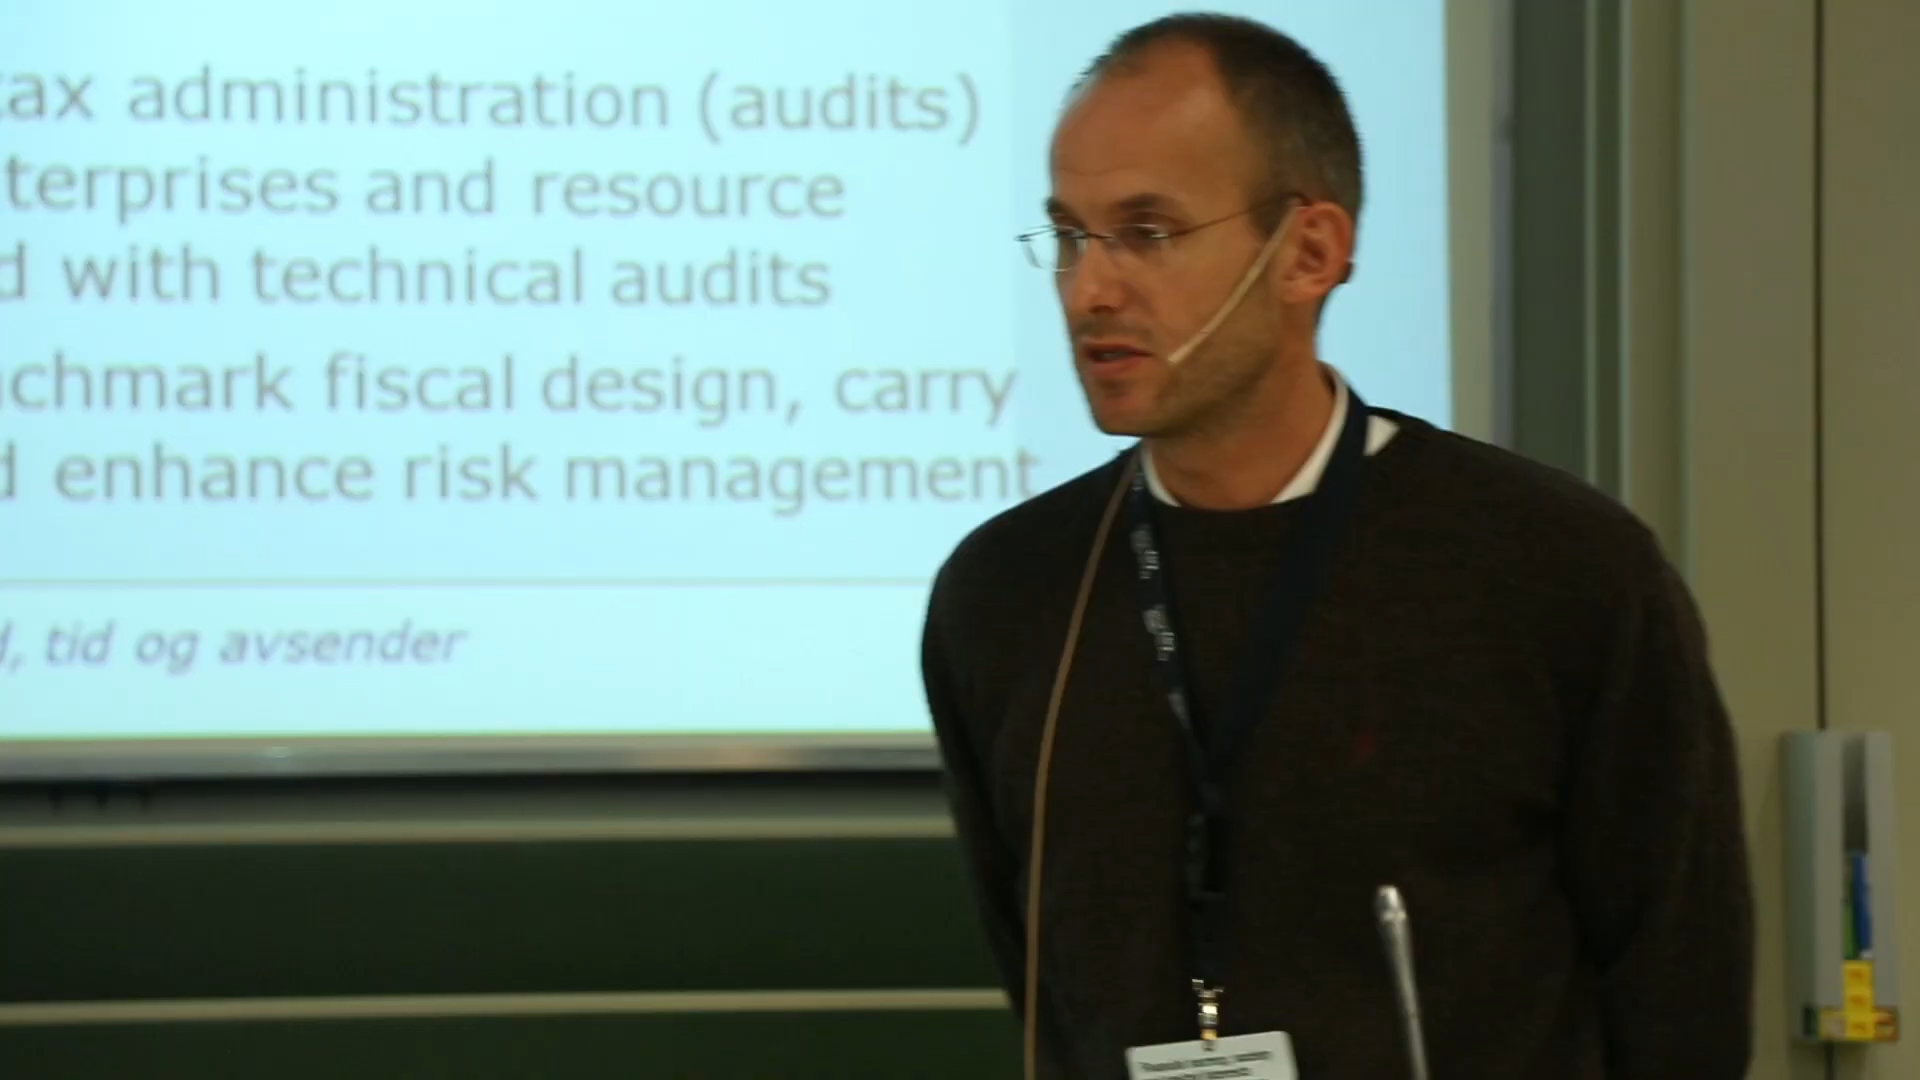 tax administration (audits)
terprises and resource
d with technical audits
chmark fiscal design, carry
d enhance risk management
d, tid og avsender